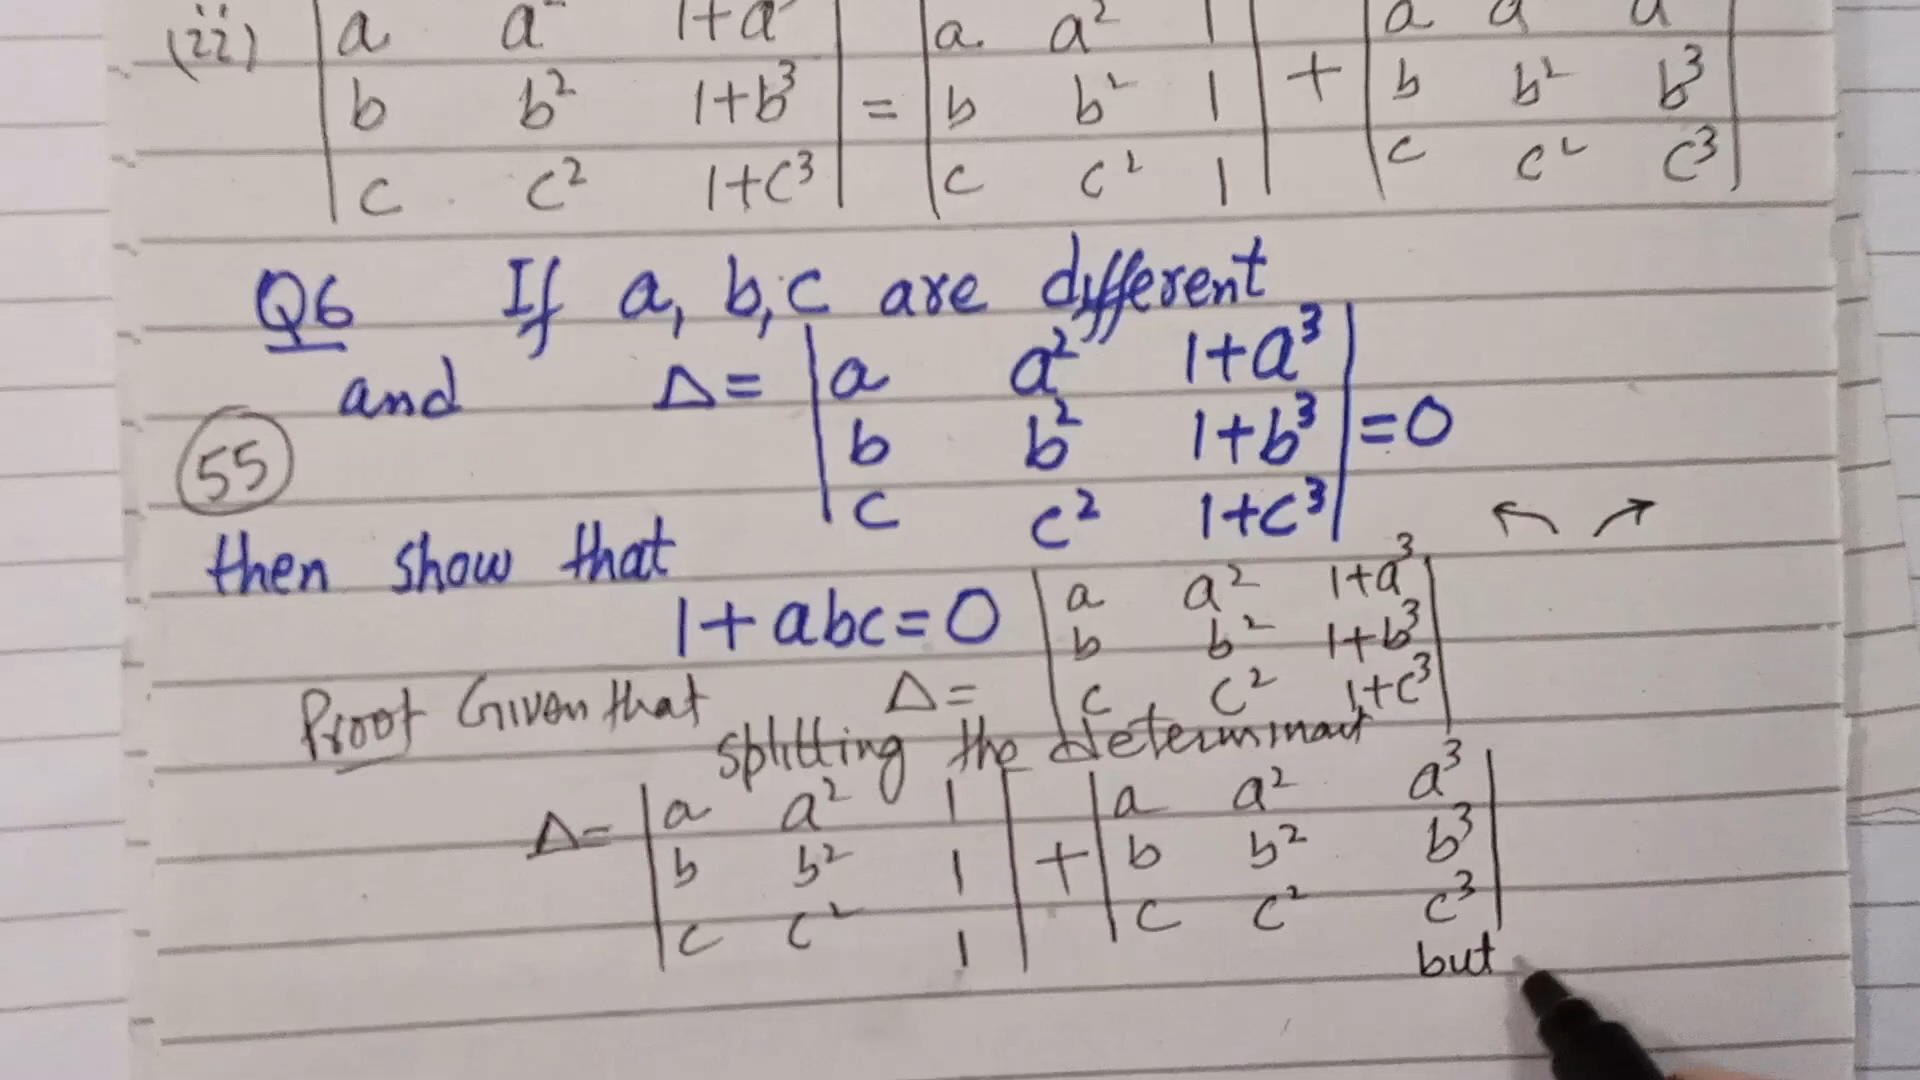 (ii) | a a² 1+a³ | = | a a² 1 | + | a a² a³ |
| b b² 1+b³ | | b b² 1 | | b b² b³ |
| c c² 1+c³ | | c c² 1 | | c c² c³ |
Q6 If a, b, c are different
and Δ = | a a² 1+a³ |
| b b² 1+b³ | = 0
55
| c c² 1+c³ |
then show that
1 + abc = 0
Proof Given that Δ = | a a² 1+a³ |
| b b² 1+b³ |
| c c² 1+c³ |
splitting the determinant
Δ = | a a² 1 | + | a a² a³ |
| b b² 1 | | b b² b³ |
| c c² 1 | | c c² c³ |
but